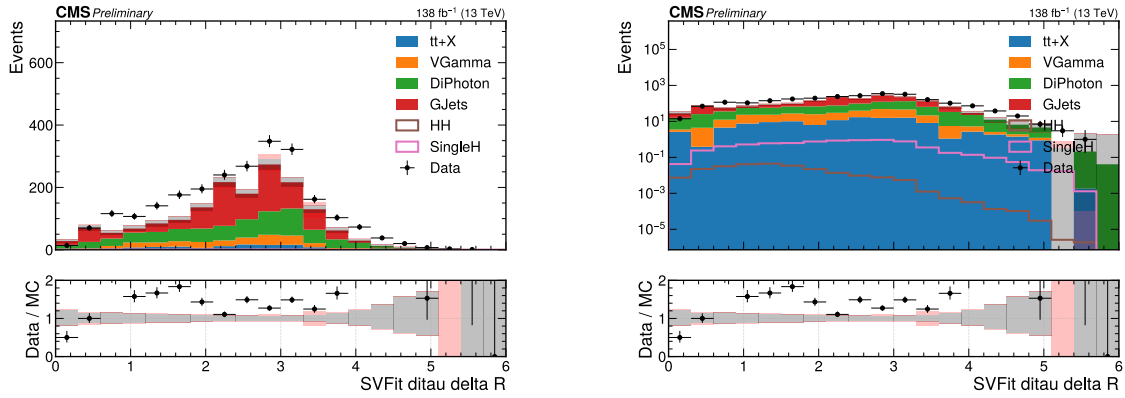 CMS Preliminary 138 fb⁻¹ (13 TeV)
Events
600
400
200
0
tt+X
VGamma
DiPhoton
GJets
HH
SingleH
Data
Data / MC
2
1
0
0 1 2 3 4 5 6
SVFit ditau delta R
CMS Preliminary 138 fb⁻¹ (13 TeV)
Events
10⁵
10³
10¹
10⁻¹
10⁻³
10⁻⁵
tt+X
VGamma
DiPhoton
GJets
HH
SingleH
Data
Data / MC
2
1
0
0 1 2 3 4 5 6
SVFit ditau delta R